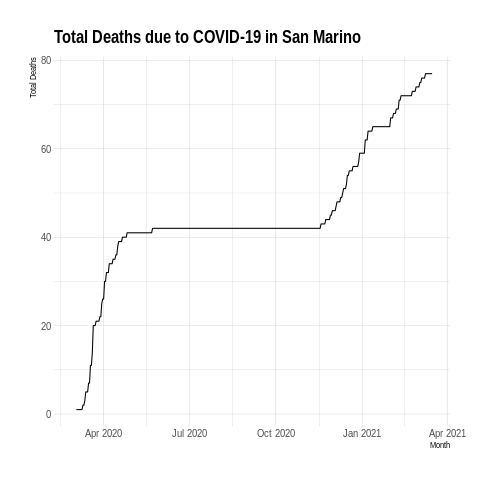 Total Deaths due to COVID-19 in San Marino
Total Deaths
80
60
40
20
0
Apr 2020 Jul 2020 Oct 2020 Jan 2021 Apr 2021
Month